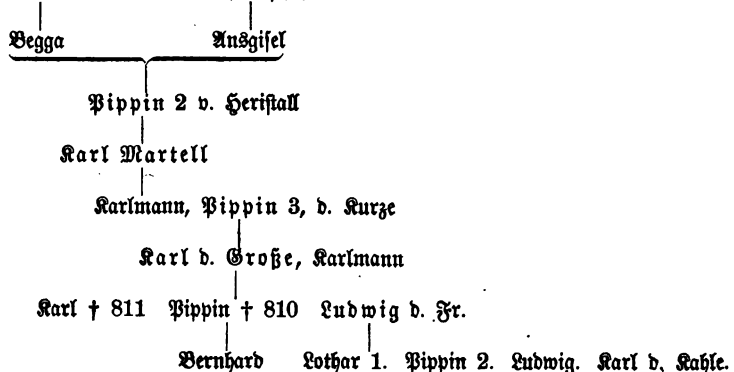 Begga Ansgisel
Pippin 2 v. Heristall
Karl Martell
Karlmann, Pippin 3, d. Kurze
Karl d. Große, Karlmann
Karl † 811 Pippin † 810 Ludwig d. Fr.
Bernhard Lothar 1. Pippin 2. Ludwig. Karl d, Kahle.